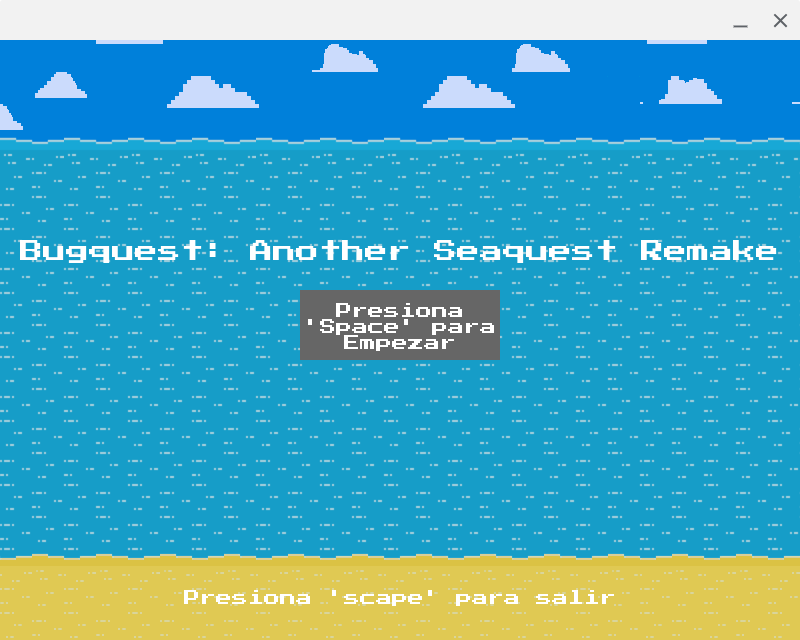 Bugquest: Another Seaquest Remake
Presiona
'Space' para
Empezar
Presiona 'scape' para salir